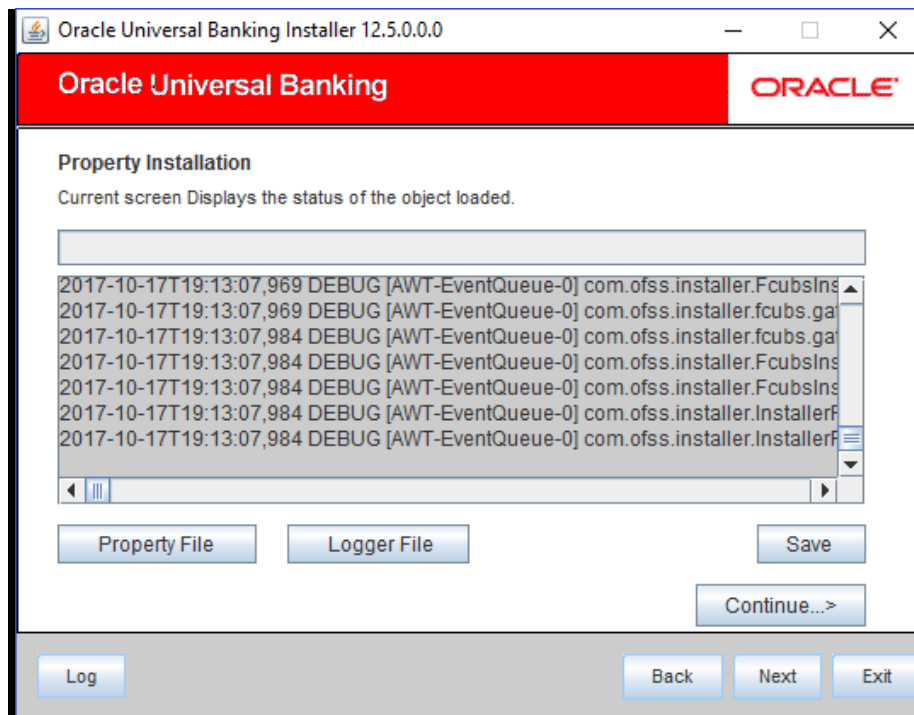 Oracle Universal Banking Installer 12.5.0.0.0
Oracle Universal Banking
ORACLE
Property Installation
Current screen Displays the status of the object loaded.
2017-10-17T19:13:07,969 DEBUG [AWT-EventQueue-0] com.ofss.installer.FcubsIns
2017-10-17T19:13:07,969 DEBUG [AWT-EventQueue-0] com.ofss.installer.fcubs.gat
2017-10-17T19:13:07,984 DEBUG [AWT-EventQueue-0] com.ofss.installer.fcubs.gat
2017-10-17T19:13:07,984 DEBUG [AWT-EventQueue-0] com.ofss.installer.FcubsIns
2017-10-17T19:13:07,984 DEBUG [AWT-EventQueue-0] com.ofss.installer.FcubsIns
2017-10-17T19:13:07,984 DEBUG [AWT-EventQueue-0] com.ofss.installer.InstallerF
2017-10-17T19:13:07,984 DEBUG [AWT-EventQueue-0] com.ofss.installer.InstallerF
Property File Logger File Save
Continue...>
Log Back Next Exit